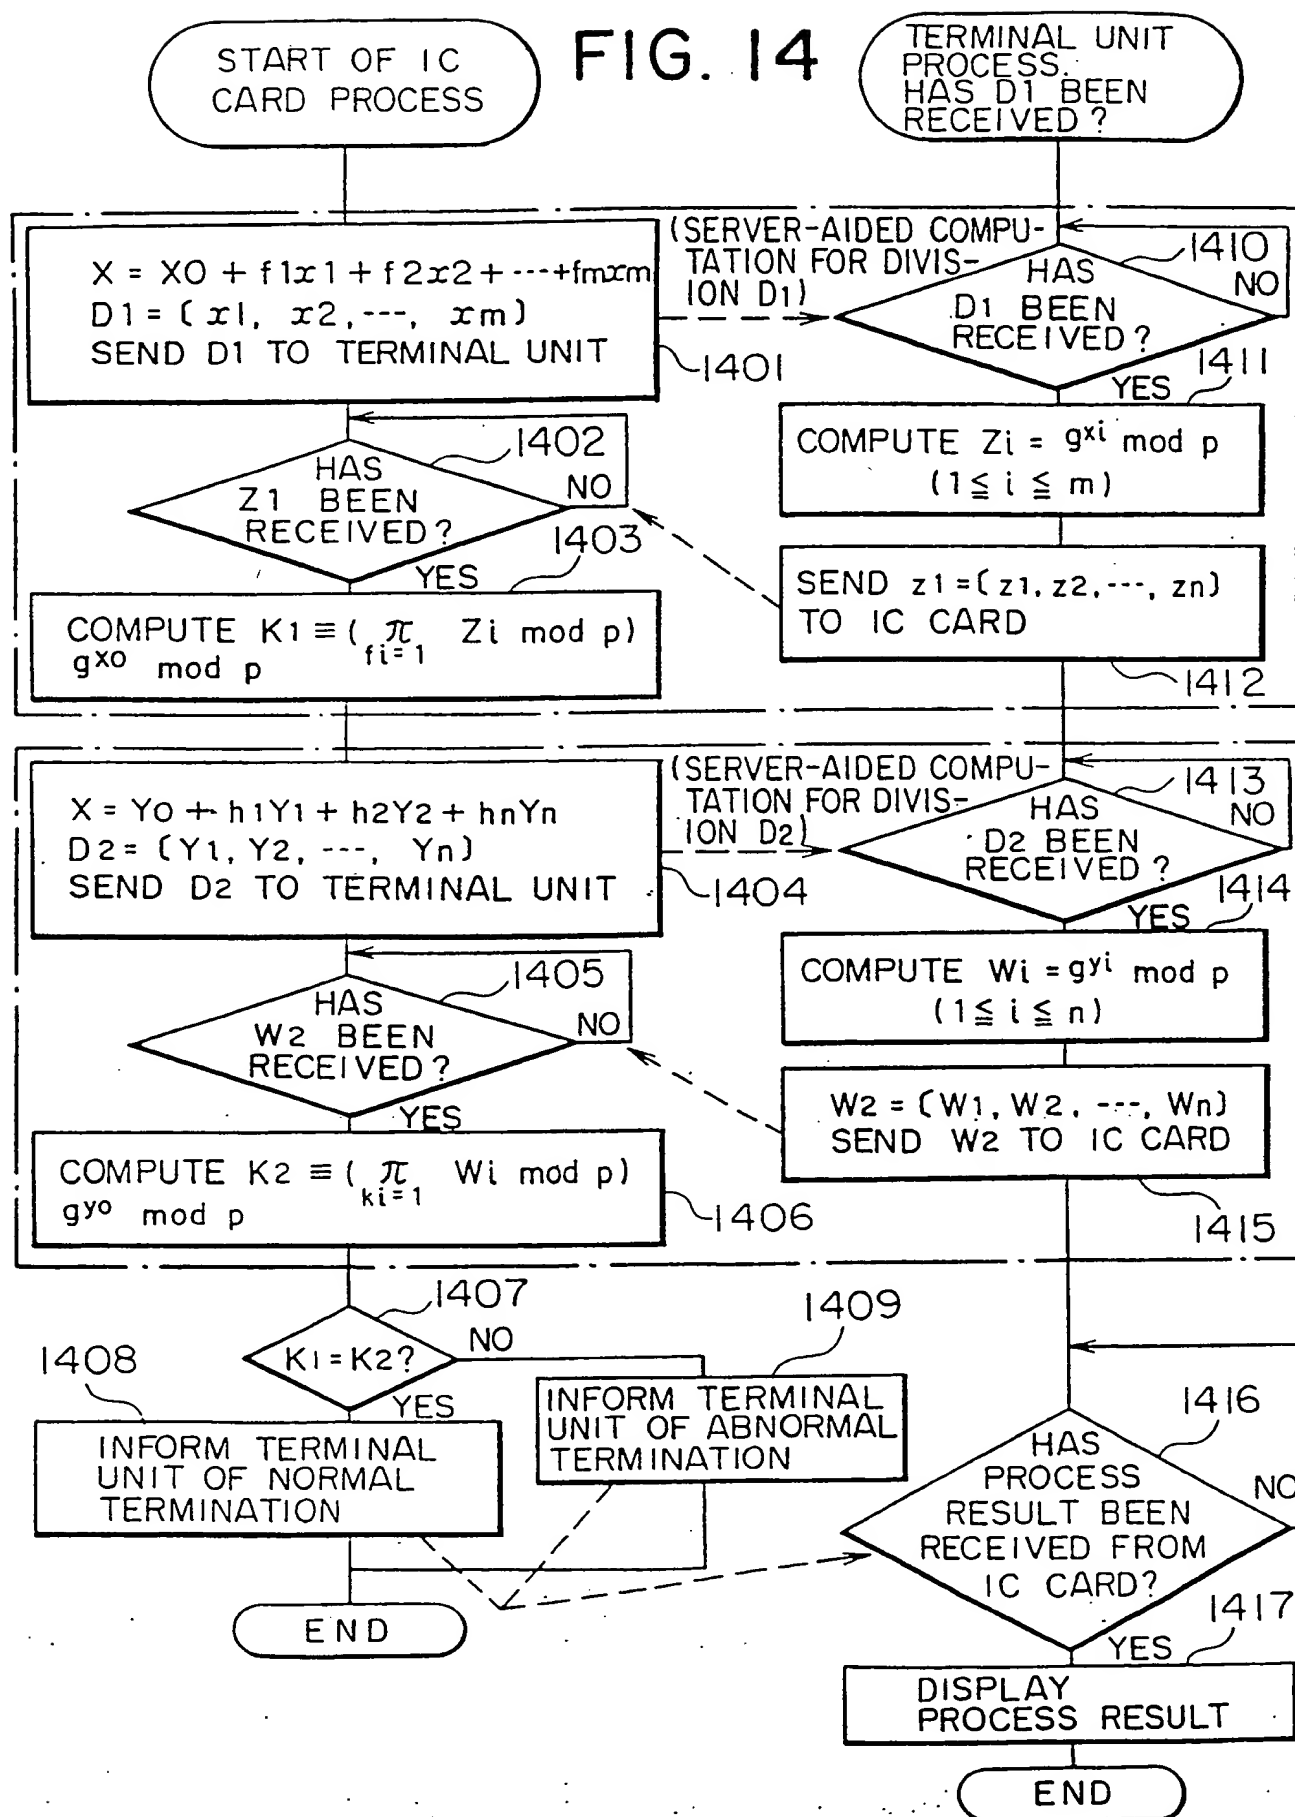 FIG. 14
START OF IC
CARD PROCESS
TERMINAL UNIT
PROCESS.
HAS D1 BEEN
RECEIVED?
X = X0 + f1x1 + f2x2 + ---+fmxm
D1 = (x1, x2, ---, xm)
SEND D1 TO TERMINAL UNIT
1401
(SERVER-AIDED COMPU-
TATION FOR DIVIS-
ION D1)
1410
HAS
D1 BEEN
RECEIVED?
NO
YES
1411
COMPUTE Zi = g^xi mod p
(1 ≦ i ≦ m)
1402
HAS
Z1 BEEN
RECEIVED?
NO
YES
1403
SEND z1 = (z1, z2, ---, zn)
TO IC CARD
1412
COMPUTE K1 ≡ ( π Zi mod p)
fi=1
g^xo mod p
X = Y0 + h1Y1 + h2Y2 + hnYn
D2 = (Y1, Y2, ---, Yn)
SEND D2 TO TERMINAL UNIT
1404
(SERVER-AIDED COMPU-
TATION FOR DIVIS-
ION D2)
1413
HAS
D2 BEEN
RECEIVED?
NO
YES
1414
COMPUTE Wi = g^yi mod p
(1 ≦ i ≦ n)
1405
HAS
W2 BEEN
RECEIVED?
NO
YES
W2 = (W1, W2, ---, Wn)
SEND W2 TO IC CARD
1415
COMPUTE K2 ≡ ( π Wi mod p)
ki=1
g^yo mod p
1406
1407
K1 = K2?
NO
YES
1408
INFORM TERMINAL
UNIT OF NORMAL
TERMINATION
1409
INFORM TERMINAL
UNIT OF ABNORMAL
TERMINATION
END
1416
HAS
PROCESS
RESULT BEEN
RECEIVED FROM
IC CARD?
NO
YES
1417
DISPLAY
PROCESS RESULT
END